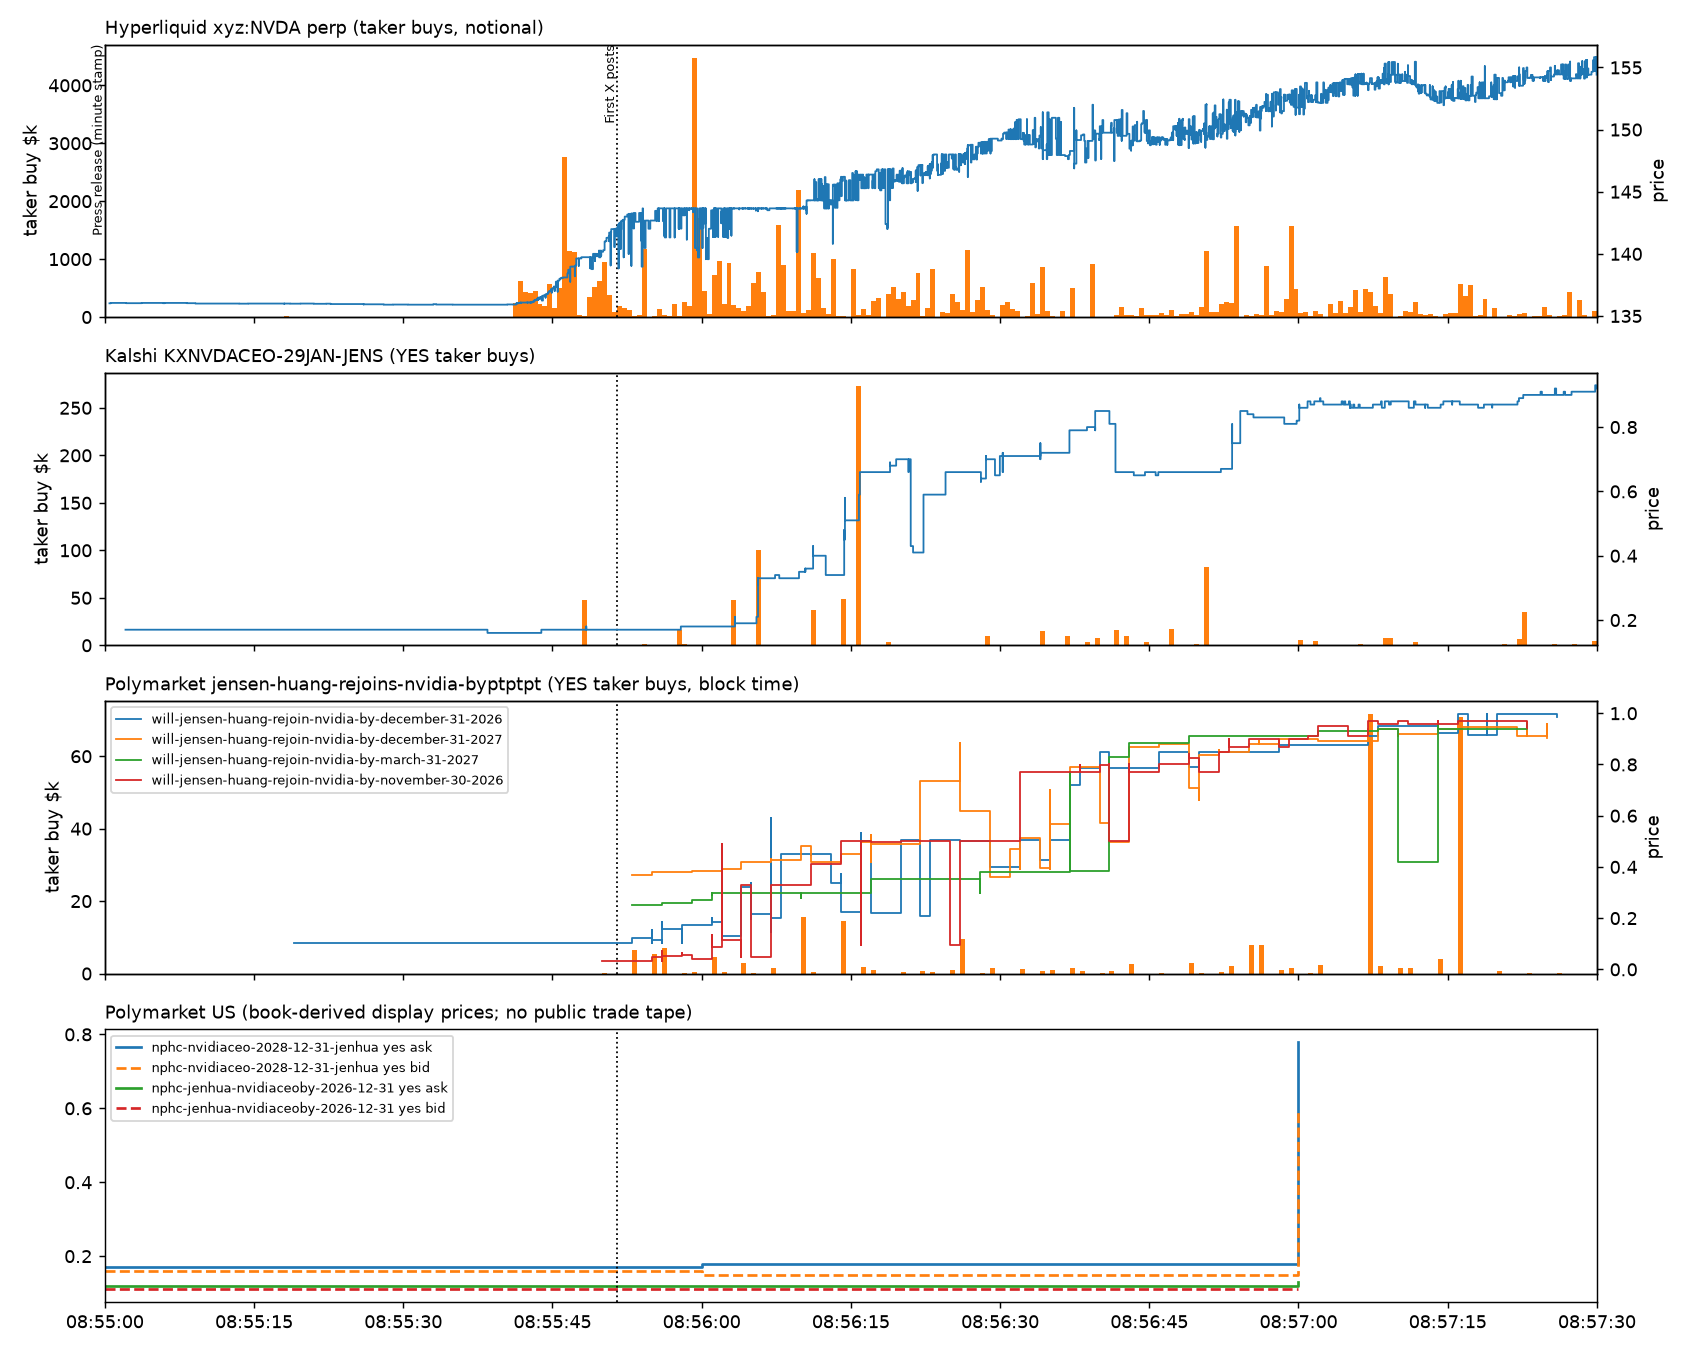 Hyperliquid xyz:NVDA perp (taker buys, notional)
taker buy $k
4000
3000
2000
1000
0
Press release (minute stamp)
First X posts
155
150
145
140
135
price
Kalshi KXNVDACEO-29JAN-JENS (YES taker buys)
taker buy $k
250
200
150
100
50
0
0.8
0.6
0.4
0.2
price
Polymarket jensen-huang-rejoins-nvidia-byptptpt (YES taker buys, block time)
will-jensen-huang-rejoin-nvidia-by-december-31-2026
will-jensen-huang-rejoin-nvidia-by-december-31-2027
will-jensen-huang-rejoin-nvidia-by-march-31-2027
will-jensen-huang-rejoin-nvidia-by-november-30-2026
taker buy $k
60
40
20
0
1.0
0.8
0.6
0.4
0.2
0.0
price
Polymarket US (book-derived display prices; no public trade tape)
nphc-nvidiaceo-2028-12-31-jenhua yes ask
nphc-nvidiaceo-2028-12-31-jenhua yes bid
nphc-jenhua-nvidiaceoby-2026-12-31 yes ask
nphc-jenhua-nvidiaceoby-2026-12-31 yes bid
0.8
0.6
0.4
0.2
08:55:00 08:55:15 08:55:30 08:55:45 08:56:00 08:56:15 08:56:30 08:56:45 08:57:00 08:57:15 08:57:30